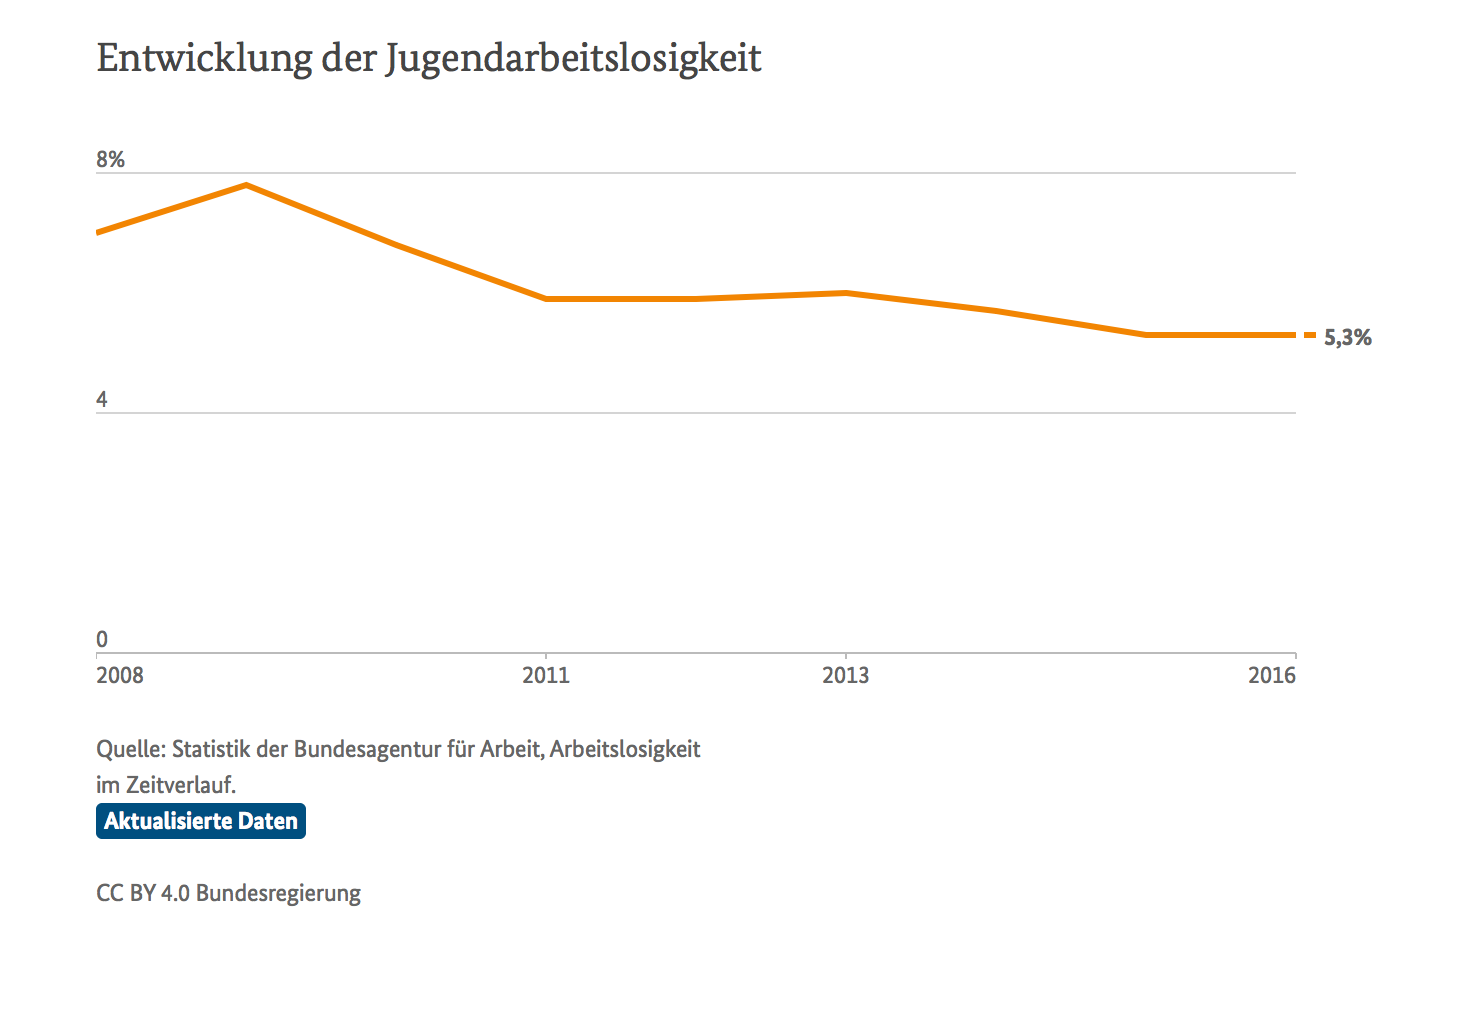 Entwicklung der Jugendarbeitslosigkeit
8%
5,3%
4
0
2008 2011 2013 2016
Quelle: Statistik der Bundesagentur für Arbeit, Arbeitslosigkeit
im Zeitverlauf.
Aktualisierte Daten
CC BY 4.0 Bundesregierung